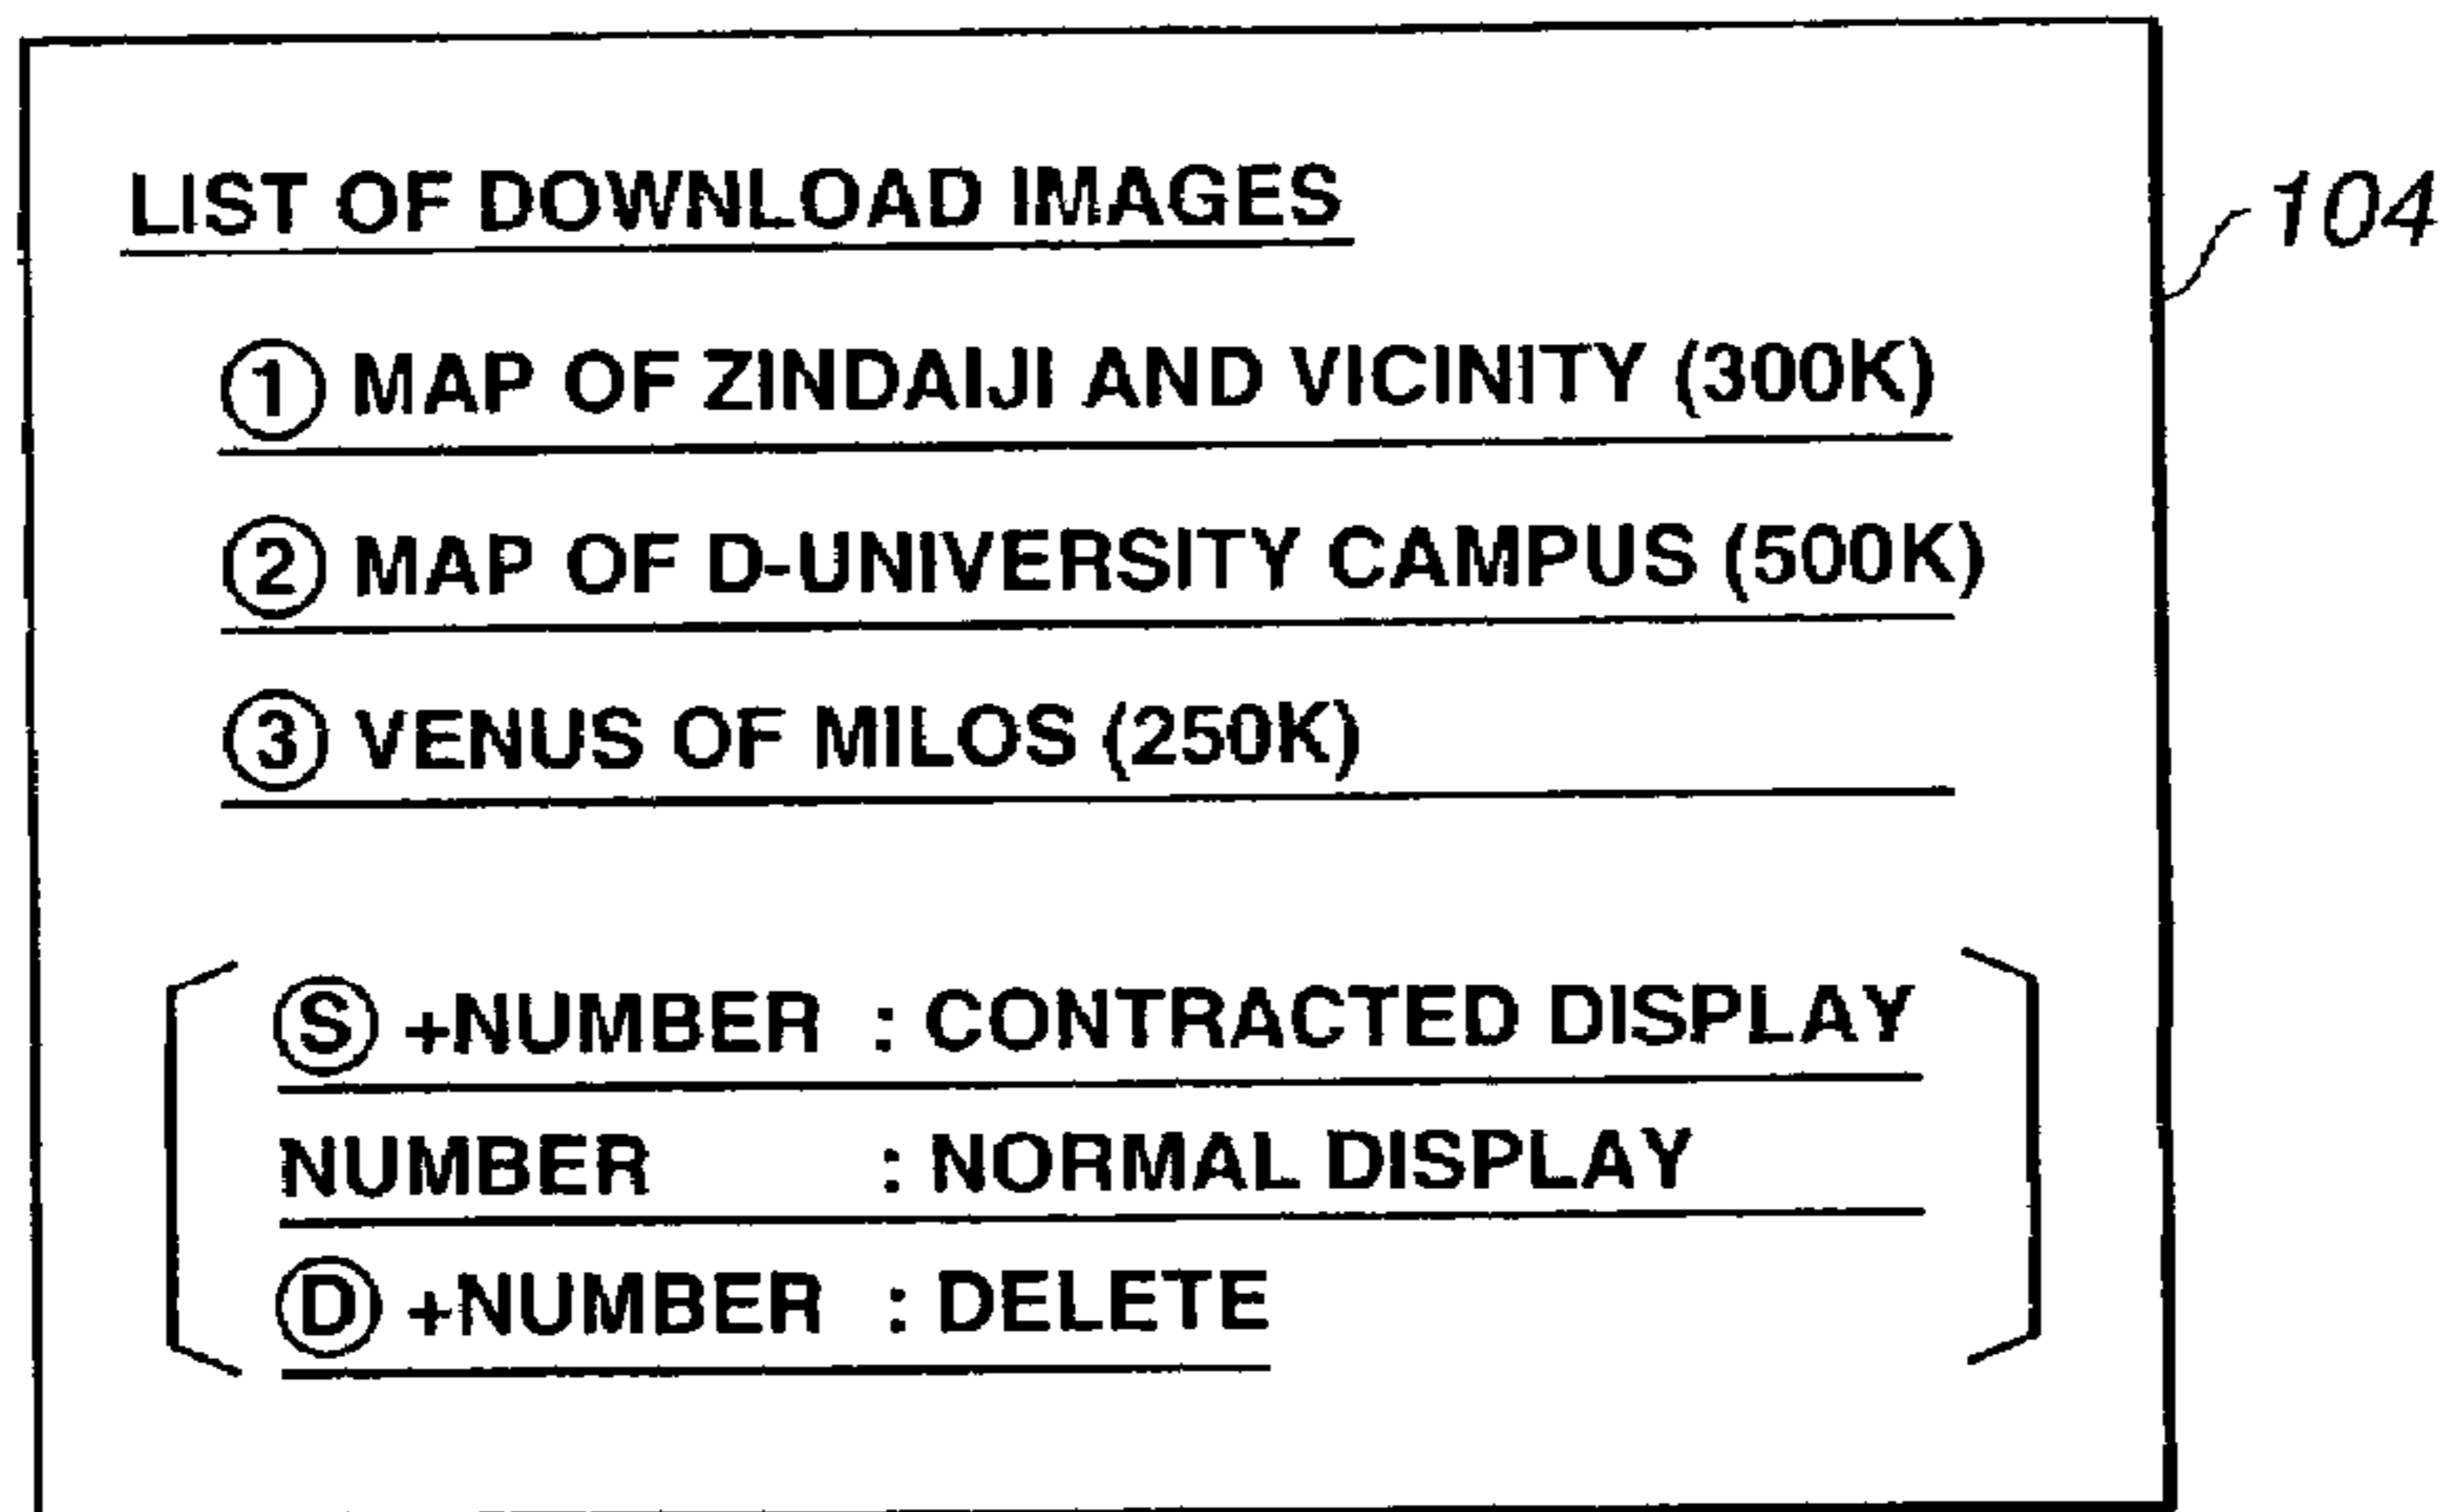 LIST OF DOWNLOAD IMAGES
104
① MAP OF ZINDAIJI AND VICINITY (300K)
② MAP OF D-UNIVERSITY CAMPUS (500K)
③ VENUS OF MILOS (250K)
Ⓢ +NUMBER : CONTRACTED DISPLAY
NUMBER : NORMAL DISPLAY
Ⓓ +NUMBER : DELETE